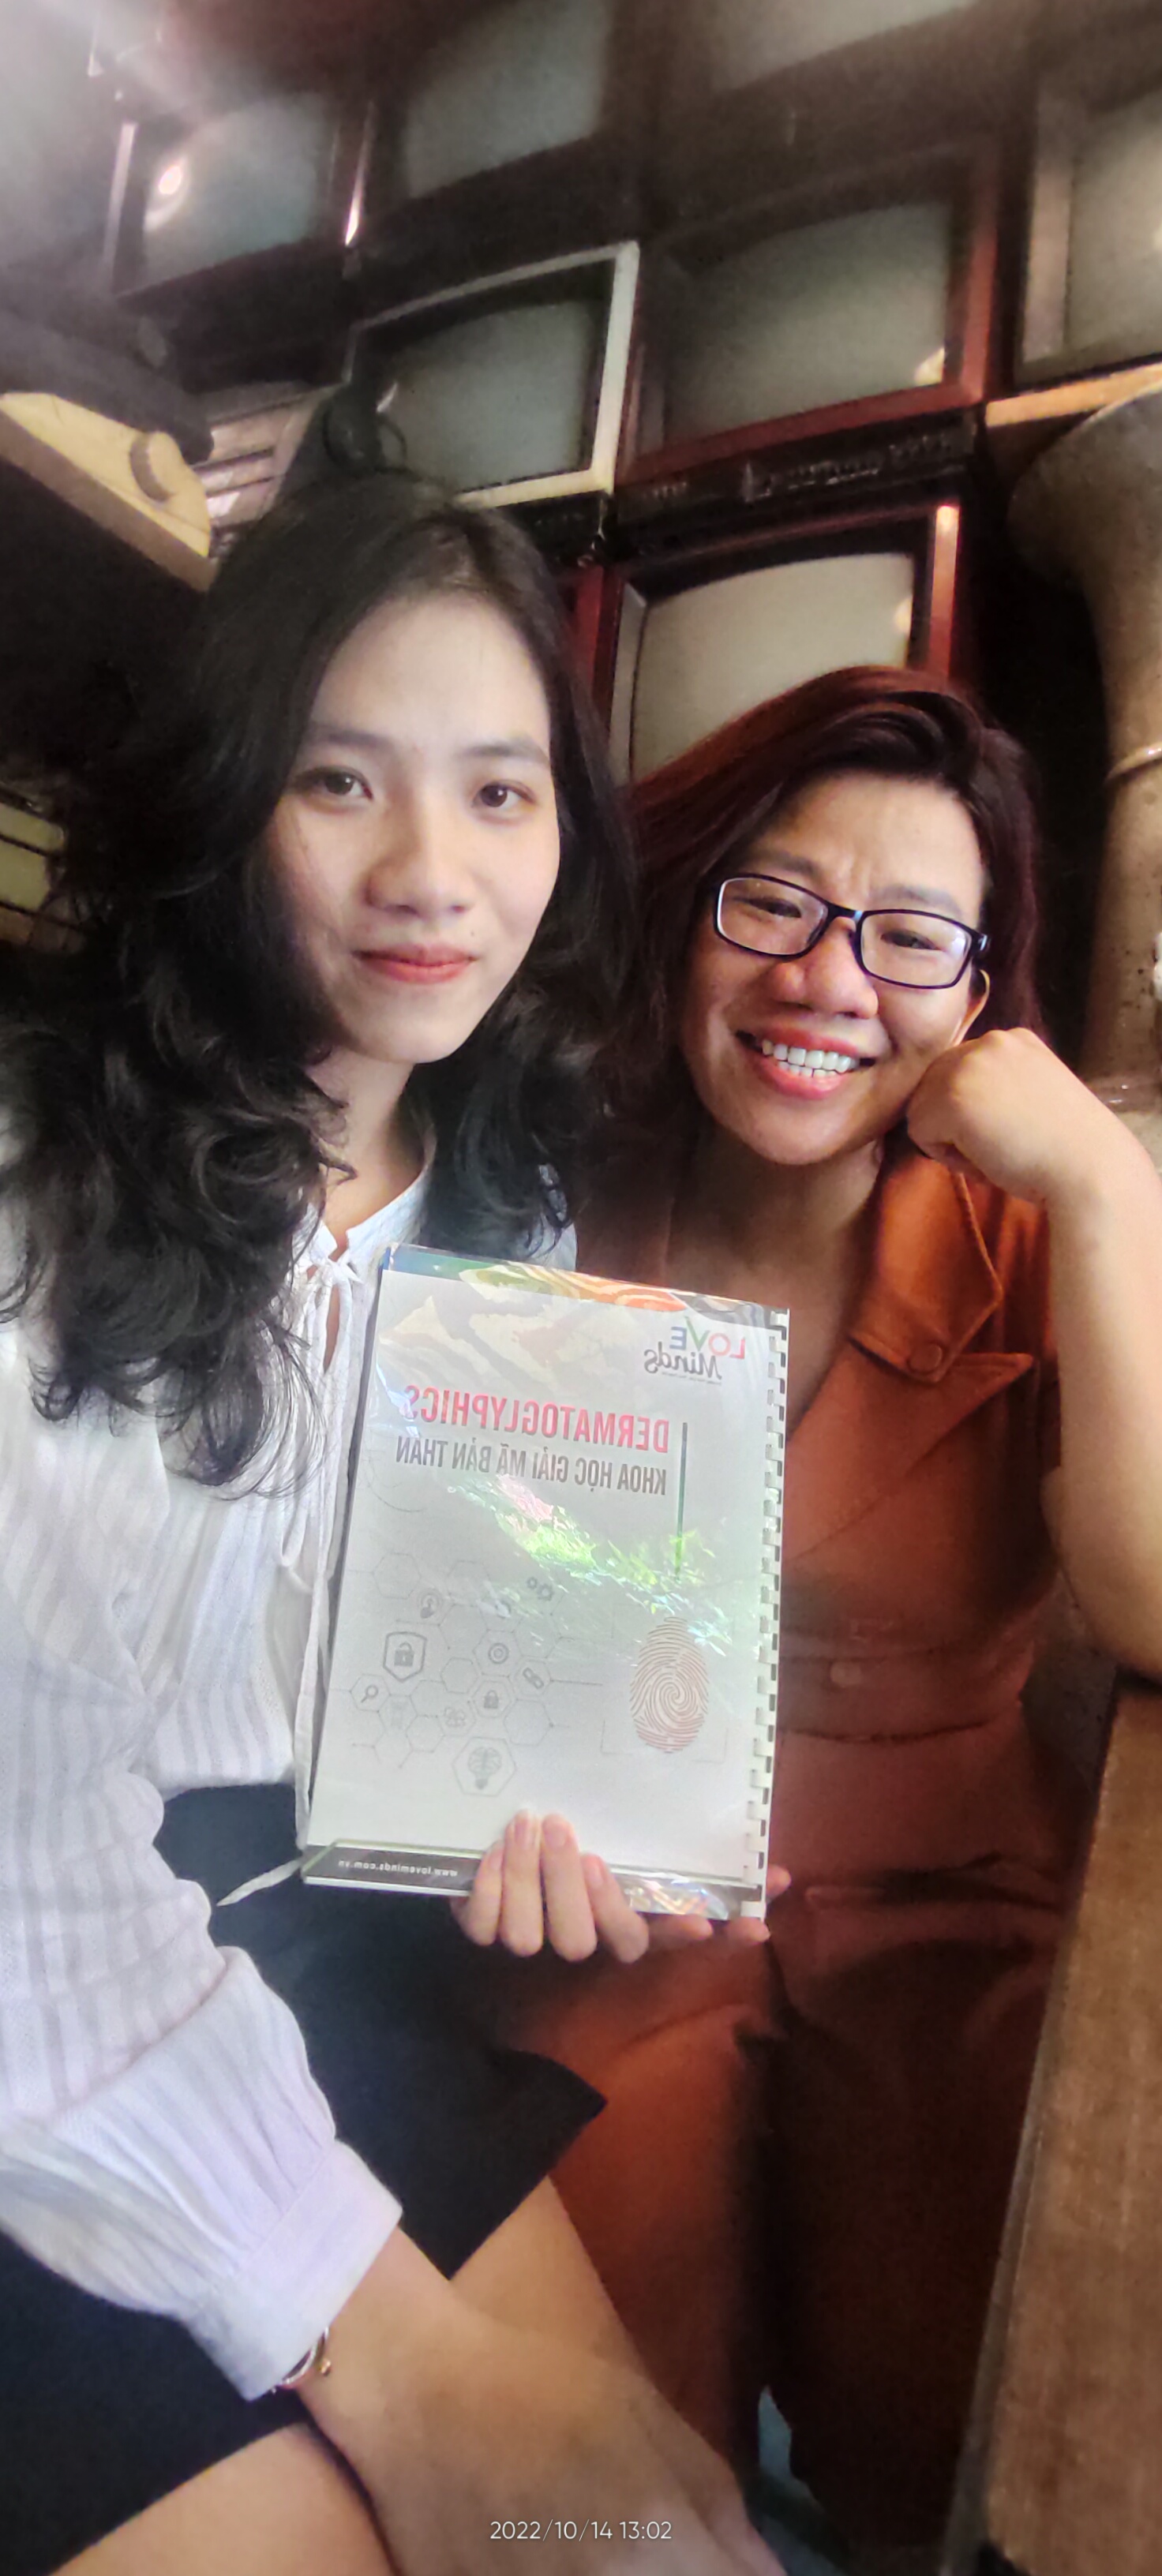 LOVE
Minds
DERMATOGLYPHICS
KHOA HỌC GIẢI MÃ BẢN THÂN
www.loveminds.com.vn
2022/10/14 13:02